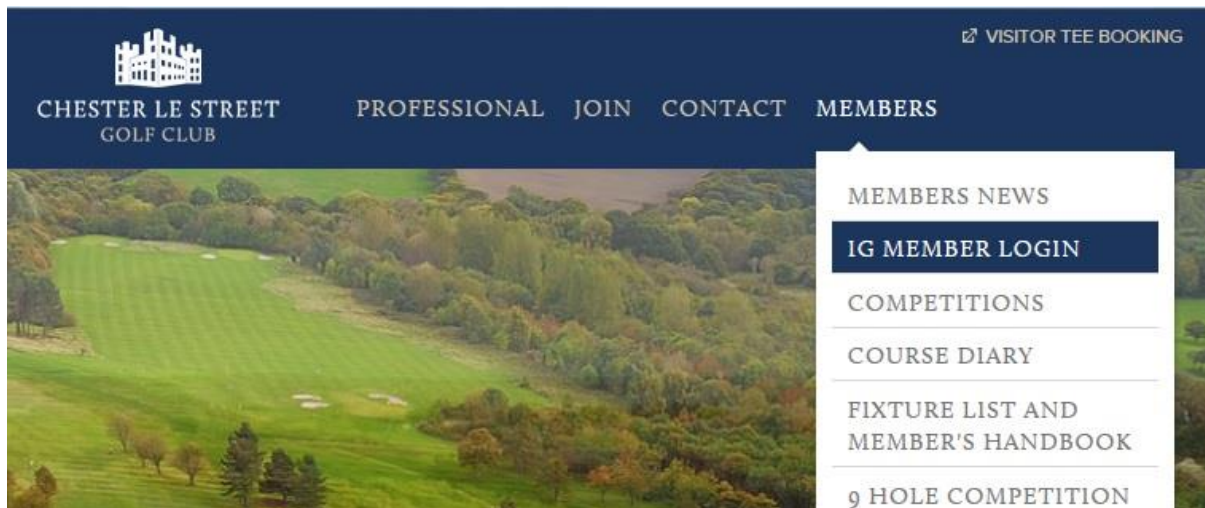 VISITOR TEE BOOKING
CHESTER LE STREET
GOLF CLUB
PROFESSIONAL JOIN CONTACT MEMBERS
MEMBERS NEWS
IG MEMBER LOGIN
COMPETITIONS
COURSE DIARY
FIXTURE LIST AND
MEMBER'S HANDBOOK
9 HOLE COMPETITION